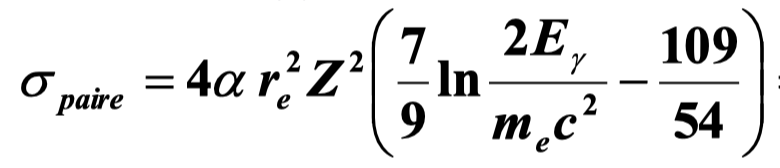 σ_paire = 4α r_e^2 Z^2 ( 7/9 ln 2E_γ/m_e c^2 − 109/54 )